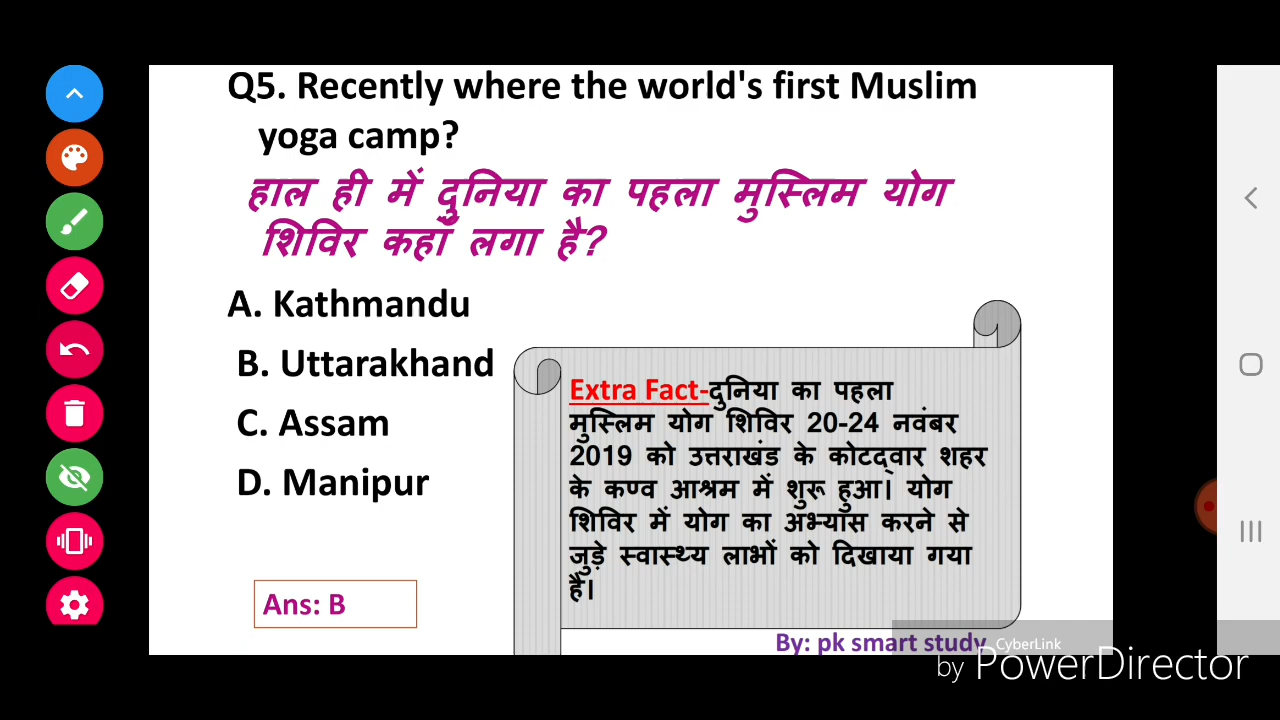 Q5. Recently where the world's first Muslim
yoga camp?
हाल ही में दुनिया का पहला मुस्लिम योग
शिविर कहाँ लगा है?
A. Kathmandu
B. Uttarakhand
C. Assam
D. Manipur
Extra Fact-दुनिया का पहला
मुस्लिम योग शिविर 20-24 नवंबर
2019 को उत्तराखंड के कोटद्वार शहर
के कण्व आश्रम में शुरू हुआ। योग
शिविर में योग का अभ्यास करने से
जुड़े स्वास्थ्य लाभों को दिखाया गया
है।
Ans: B
By: pk smart study
CyberLink
by PowerDirector